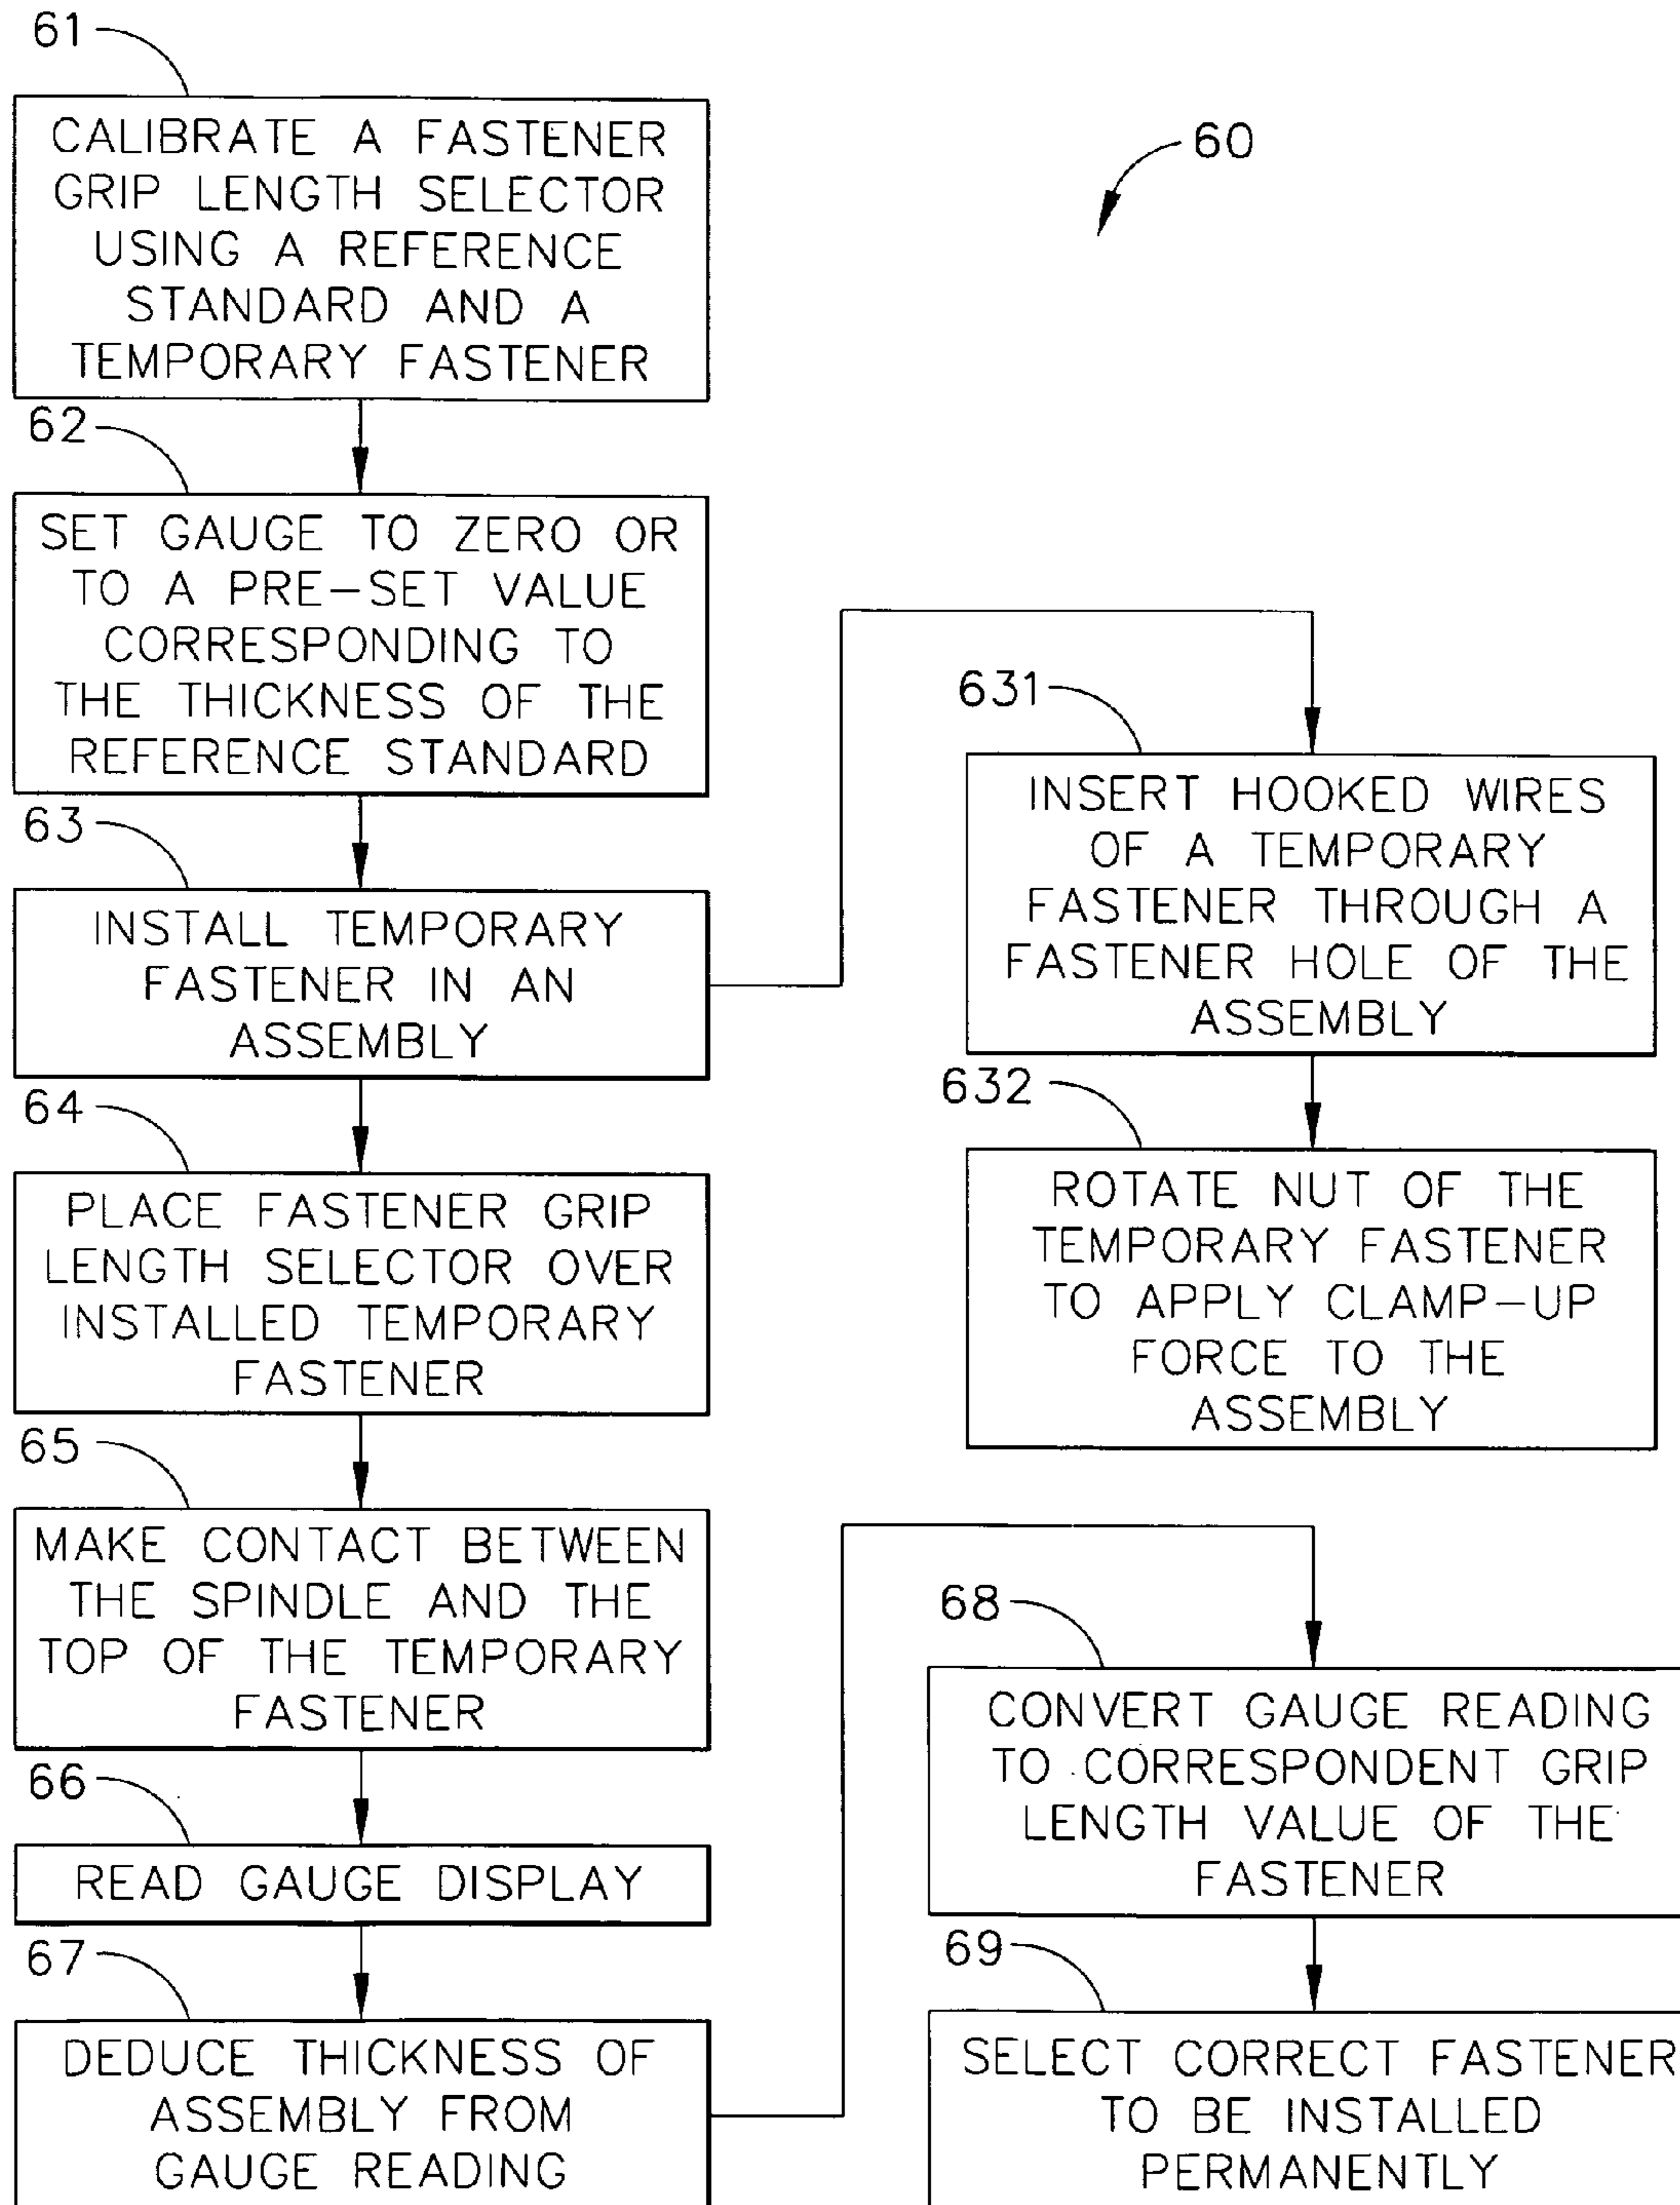 61
CALIBRATE A FASTENER
GRIP LENGTH SELECTOR
USING A REFERENCE
STANDARD AND A
TEMPORARY FASTENER
60
62
SET GAUGE TO ZERO OR
TO A PRE-SET VALUE
CORRESPONDING TO
THE THICKNESS OF THE
REFERENCE STANDARD
63
INSTALL TEMPORARY
FASTENER IN AN
ASSEMBLY
631
INSERT HOOKED WIRES
OF A TEMPORARY
FASTENER THROUGH A
FASTENER HOLE OF THE
ASSEMBLY
632
ROTATE NUT OF THE
TEMPORARY FASTENER
TO APPLY CLAMP-UP
FORCE TO THE
ASSEMBLY
64
PLACE FASTENER GRIP
LENGTH SELECTOR OVER
INSTALLED TEMPORARY
FASTENER
65
MAKE CONTACT BETWEEN
THE SPINDLE AND THE
TOP OF THE TEMPORARY
FASTENER
66
READ GAUGE DISPLAY
67
DEDUCE THICKNESS OF
ASSEMBLY FROM
GAUGE READING
68
CONVERT GAUGE READING
TO CORRESPONDENT GRIP
LENGTH VALUE OF THE
FASTENER
69
SELECT CORRECT FASTENER
TO BE INSTALLED
PERMANENTLY